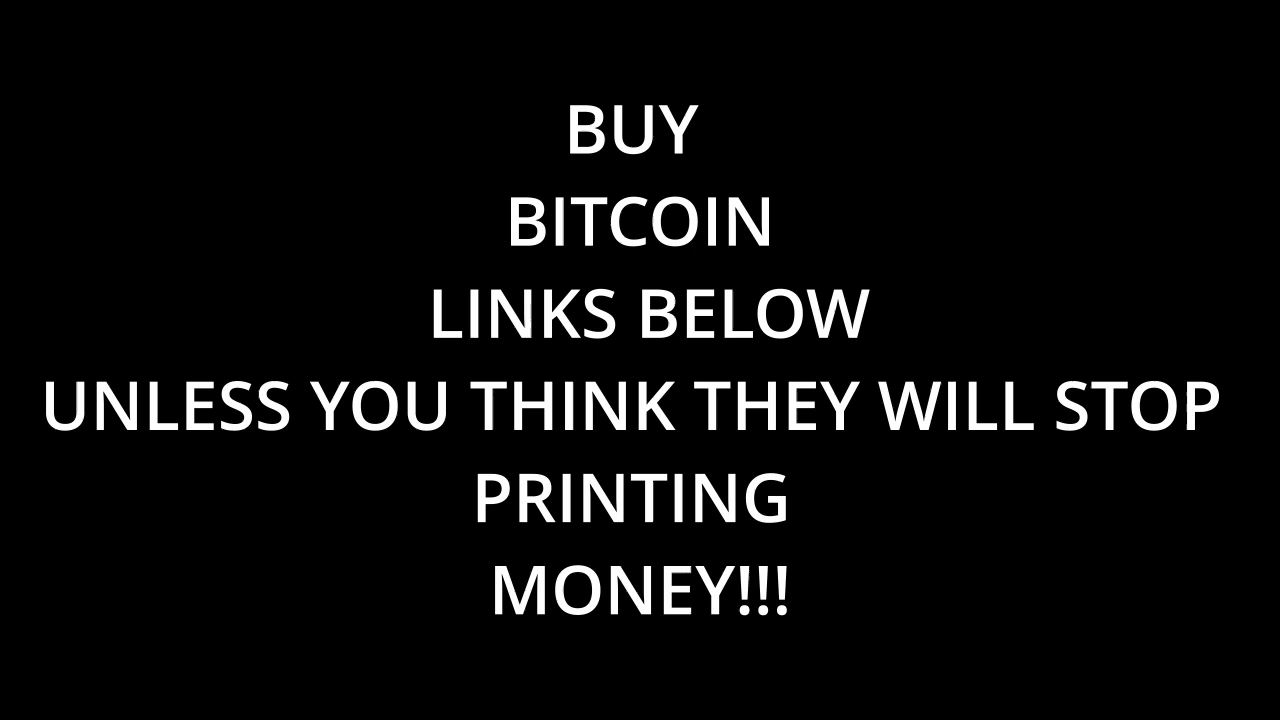 BUY
BITCOIN
LINKS BELOW
UNLESS YOU THINK THEY WILL STOP
PRINTING
MONEY!!!